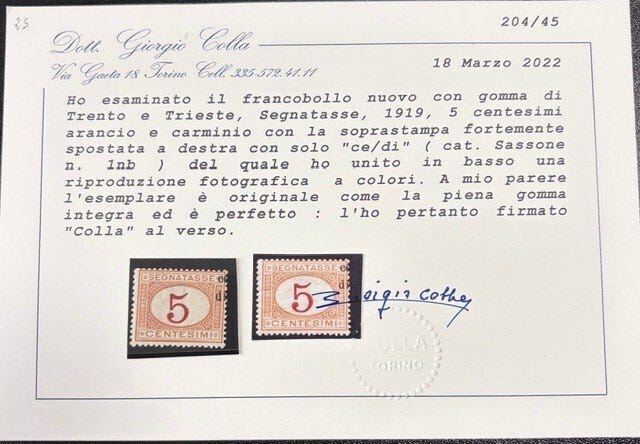 25
204/45
Dott. Giorgio Colla
Via Gaeta 18 Torino Cell. 335-572.41.11
18 Marzo 2022
Ho esaminato il francobollo nuovo con gomma di
Trento e Trieste, Segnatasse, 1919, 5 centesimi
arancio e carminio con la soprastampa fortemente
spostata a destra con solo "ce/di" ( cat. Sassone
n. 1nb ) del quale ho unito in basso una
riproduzione fotografica a colori. A mio parere
l'esemplare è originale come la piena gomma
integra ed è perfetto : l'ho pertanto firmato
"Colla" al verso.
SEGNATASSE
5
CENTESIMI
SEGNATASSE
5
CENTESIMI
COLLA
TORINO